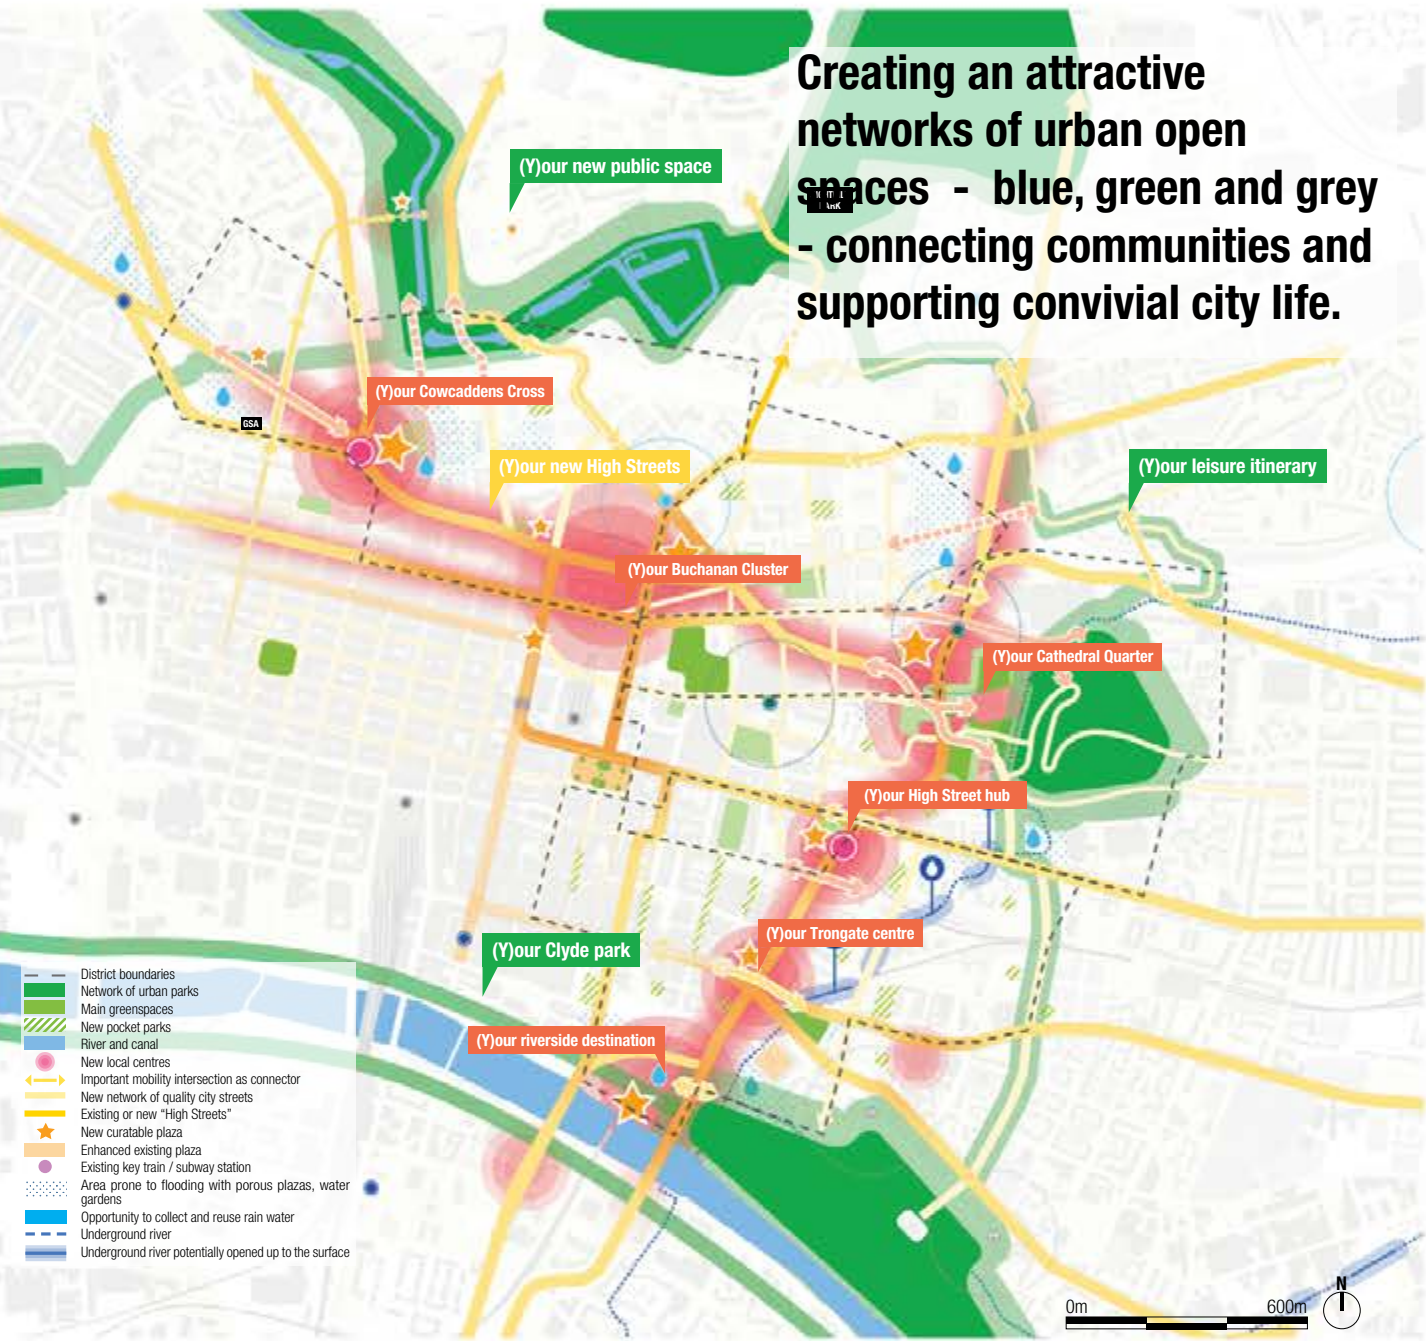 Creating an attractive
networks of urban open
spaces - blue, green and grey
- connecting communities and
supporting convivial city life.
PARK
(Y)our new public space
(Y)our Cowcaddens Cross
GSA
(Y)our new High Streets
(Y)our leisure itinerary
(Y)our Buchanan Cluster
(Y)our Cathedral Quarter
(Y)our High Street hub
(Y)our Trongate centre
(Y)our Clyde park
(Y)our riverside destination
District boundaries
Network of urban parks
Main greenspaces
New pocket parks
River and canal
New local centres
Important mobility intersection as connector
New network of quality city streets
Existing or new “High Streets”
New curatable plaza
Enhanced existing plaza
Existing key train / subway station
Area prone to flooding with porous plazas, water
gardens
Opportunity to collect and reuse rain water
Underground river
Underground river potentially opened up to the surface
N
0m 600m